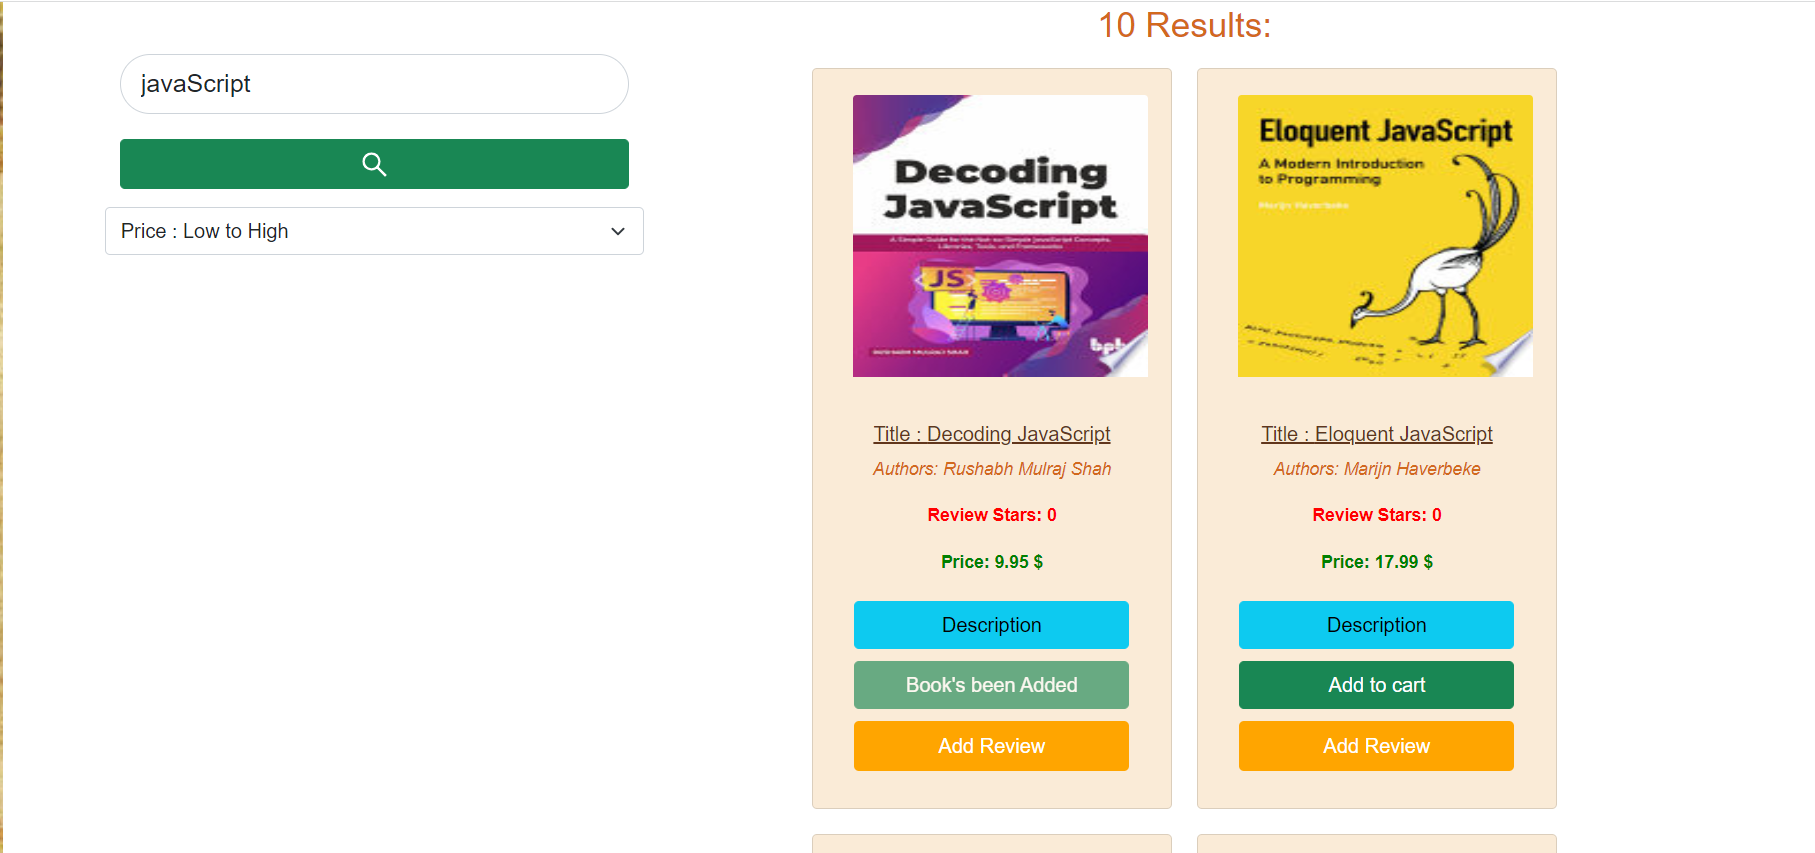 10 Results:
javaScript
Price : Low to High
Decoding
JavaScript
A Simple Guide for the Not-so-Simple JavaScript Concepts,
Libraries, Tools, and Frameworks
JS
RUSHABH MULRAJ SHAH
bpb
Title : Decoding JavaScript
Authors: Rushabh Mulraj Shah
Review Stars: 0
Price: 9.95 $
Description
Book's been Added
Add Review
Eloquent JavaScript
A Modern Introduction
to Programming
Marijn Haverbeke
Title : Eloquent JavaScript
Authors: Marijn Haverbeke
Review Stars: 0
Price: 17.99 $
Description
Add to cart
Add Review